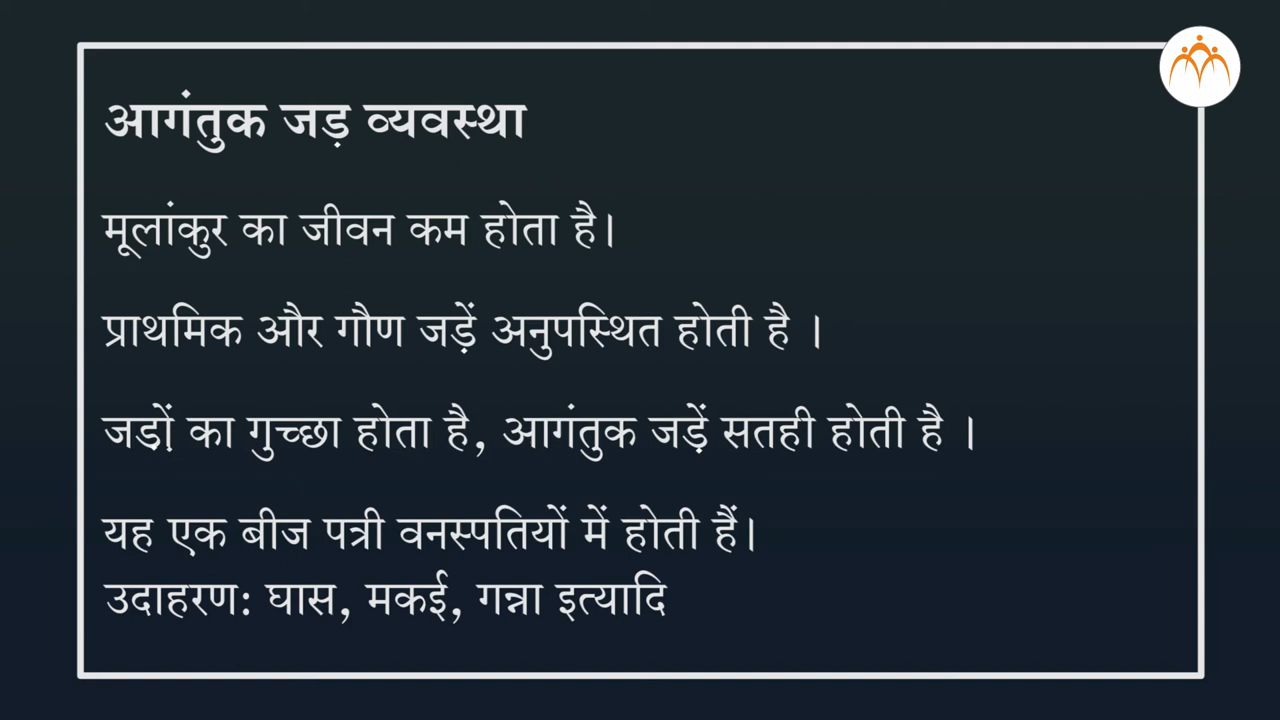 आगंतुक जड़ व्यवस्था
मूलांकुर का जीवन कम होता है।
प्राथमिक और गौण जड़ें अनुपस्थित होती है ।
जड़ों का गुच्छा होता है, आगंतुक जड़ें सतही होती है ।
यह एक बीज पत्री वनस्पतियों में होती हैं।
उदाहरण: घास, मकई, गन्ना इत्यादि